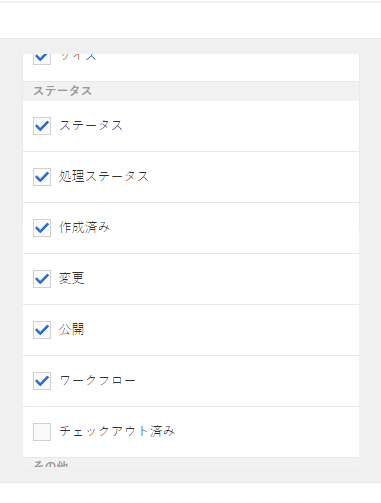 サイズ
ステータス
ステータス
処理ステータス
作成済み
変更
公開
ワークフロー
チェックアウト済み
その他